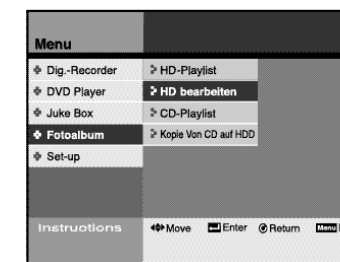 Menu
Dig.-Recorder
HD-Playlist
DVD Player
HD bearbeiten
Juke Box
CD-Playlist
Fotoalbum
Kopie Von CD auf HDD
Set-up
Instructions
Move Enter Return Menu